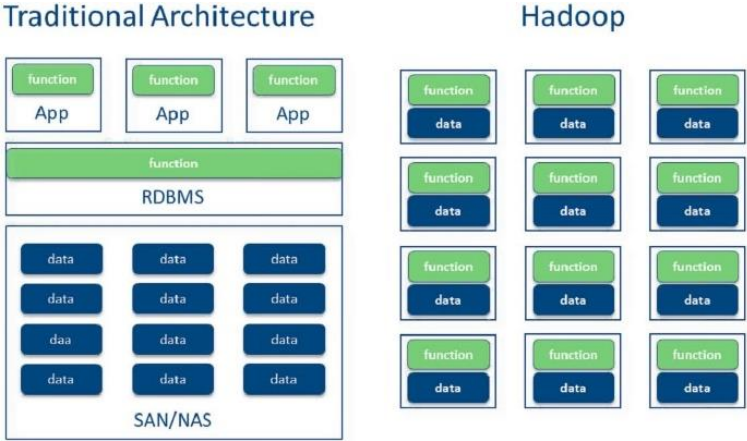 Traditional Architecture
function function function
App App App
function
RDBMS
data data data
data data data
daa data data
data data data
SAN/NAS
Hadoop
function function function
data data data
function function function
data data data
function function function
data data data
function function function
data data data